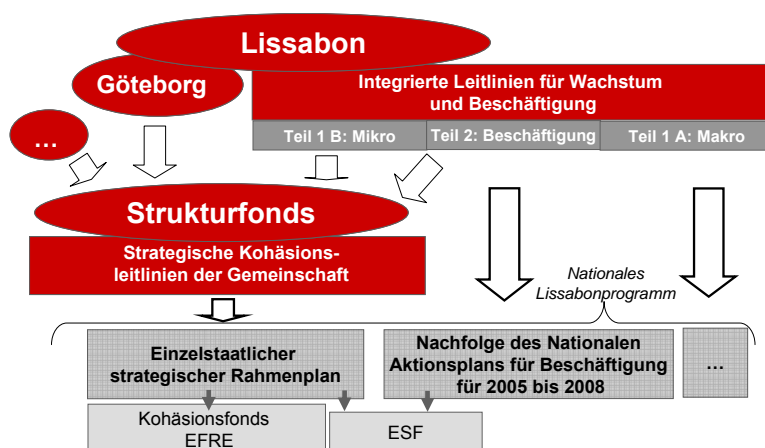 Lissabon
Göteborg
Integrierte Leitlinien für Wachstum
und Beschäftigung
...
Teil 1 B: Mikro
Teil 2: Beschäftigung
Teil 1 A: Makro
Strukturfonds
Strategische Kohäsions-
leitlinien der Gemeinschaft
Nationales
Lissabonprogramm
Einzelstaatlicher
strategischer Rahmenplan
Nachfolge des Nationalen
Aktionsplans für Beschäftigung
für 2005 bis 2008
...
Kohäsionsfonds
EFRE
ESF